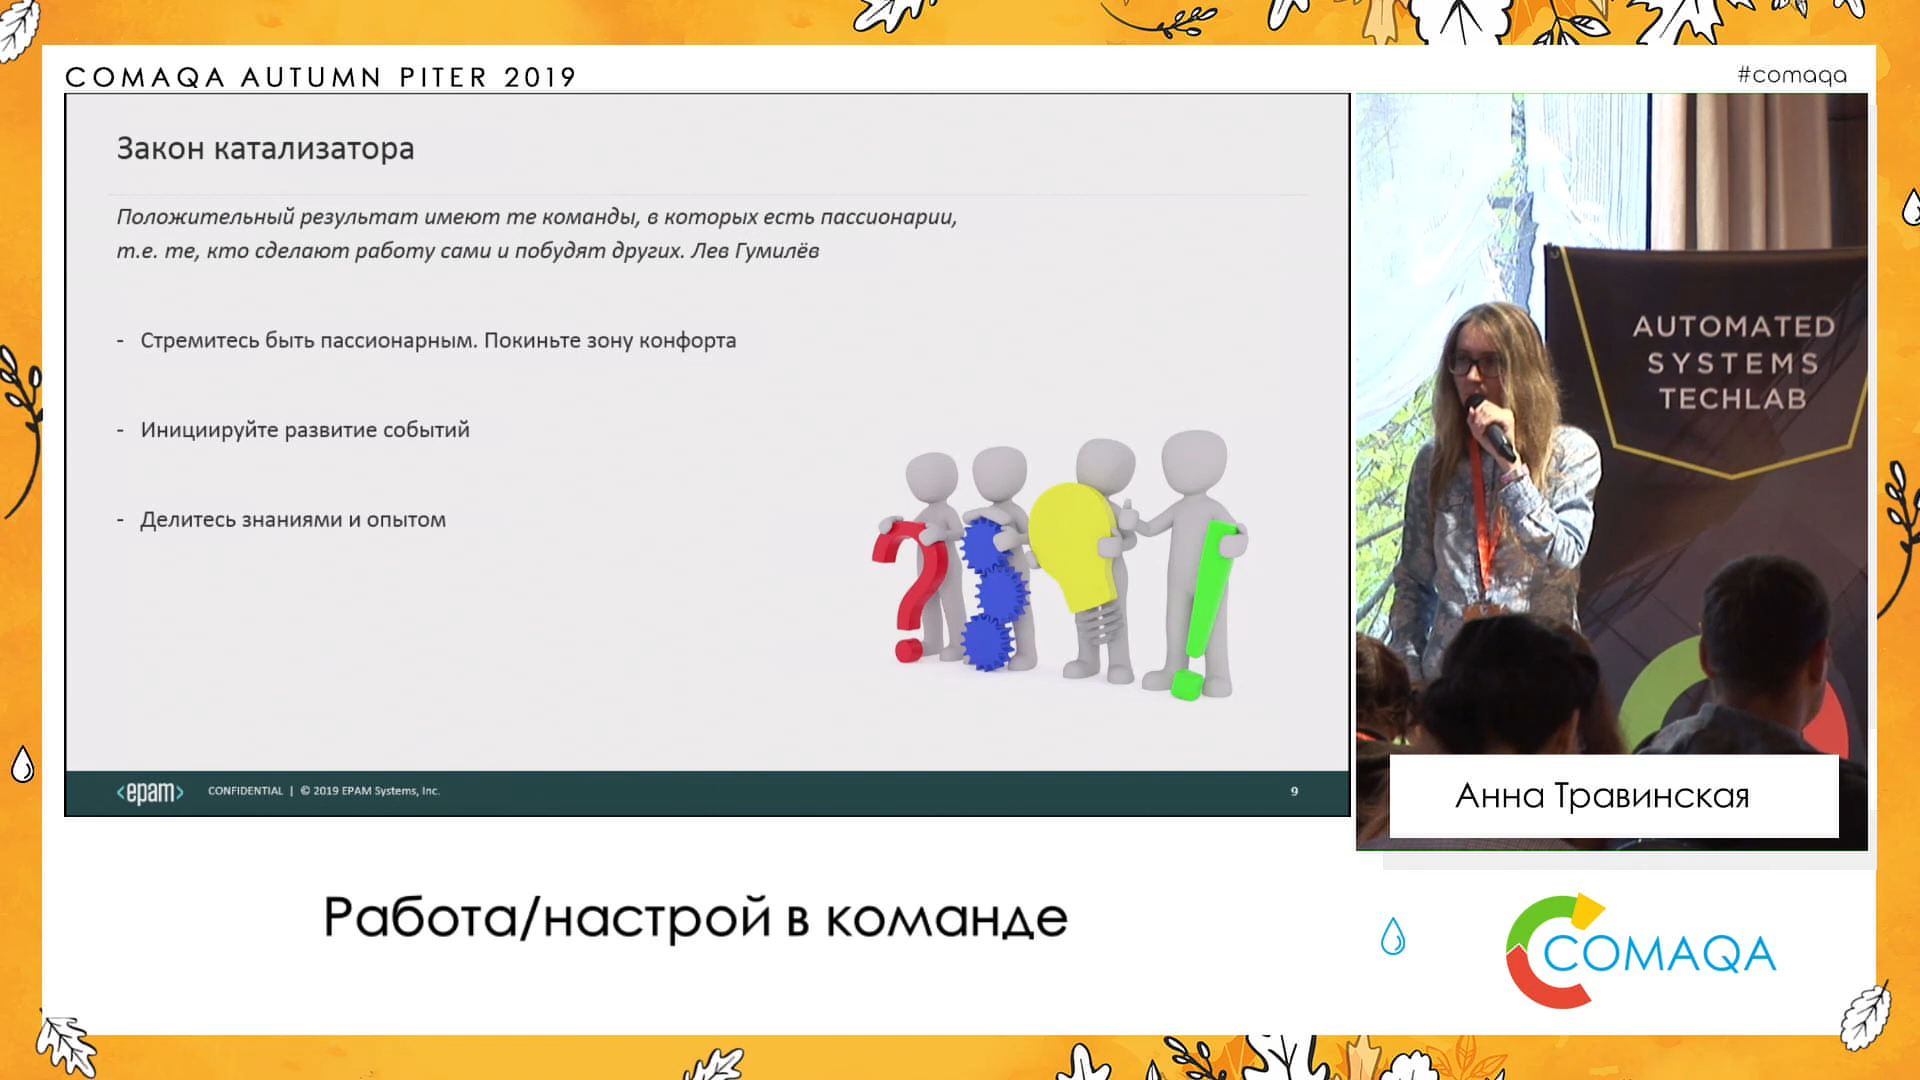 COMAQA AUTUMN PITER 2019
#comaqa
Закон катализатора
Положительный результат имеют те команды, в которых есть пассионарии,
т.е. те, кто сделают работу сами и побудят других. Лев Гумилёв
- Стремитесь быть пассионарным. Покиньте зону конфорта
- Инициируйте развитие событий
- Делитесь знаниями и опытом
<epam> CONFIDENTIAL | © 2019 EPAM Systems, Inc. 9
AUTOMATED
SYSTEMS
TECHLAB
Анна Травинская
Работа/настрой в команде
COMAQA